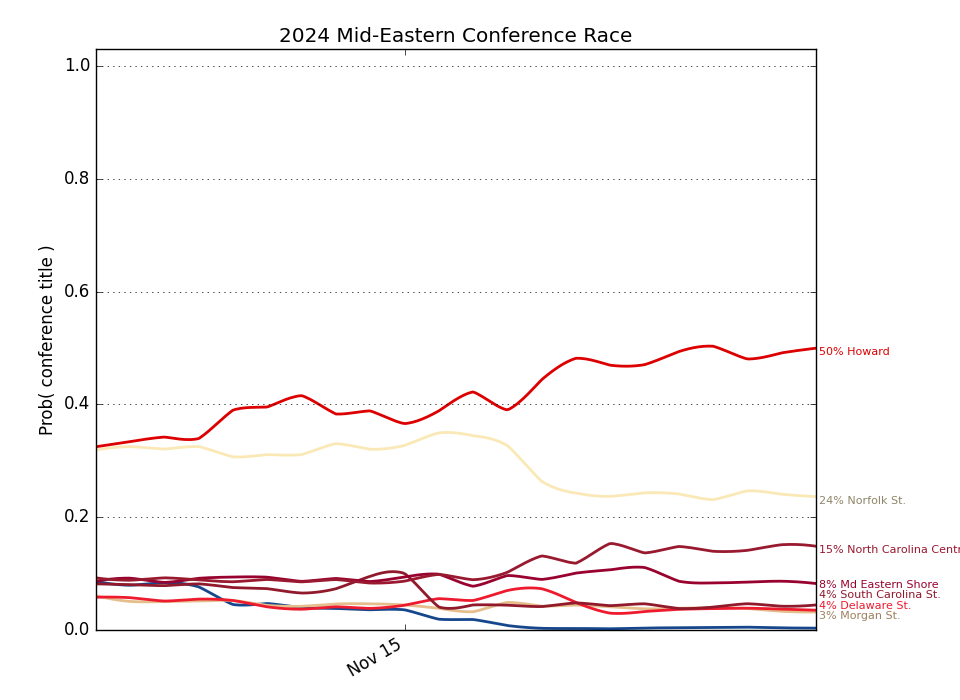 2024 Mid-Eastern Conference Race
Prob( conference title )
1.0
0.8
0.6
0.4
0.2
0.0
Nov 15
50% Howard
24% Norfolk St.
15% North Carolina Centr
8% Md Eastern Shore
4% South Carolina St.
4% Delaware St.
3% Morgan St.